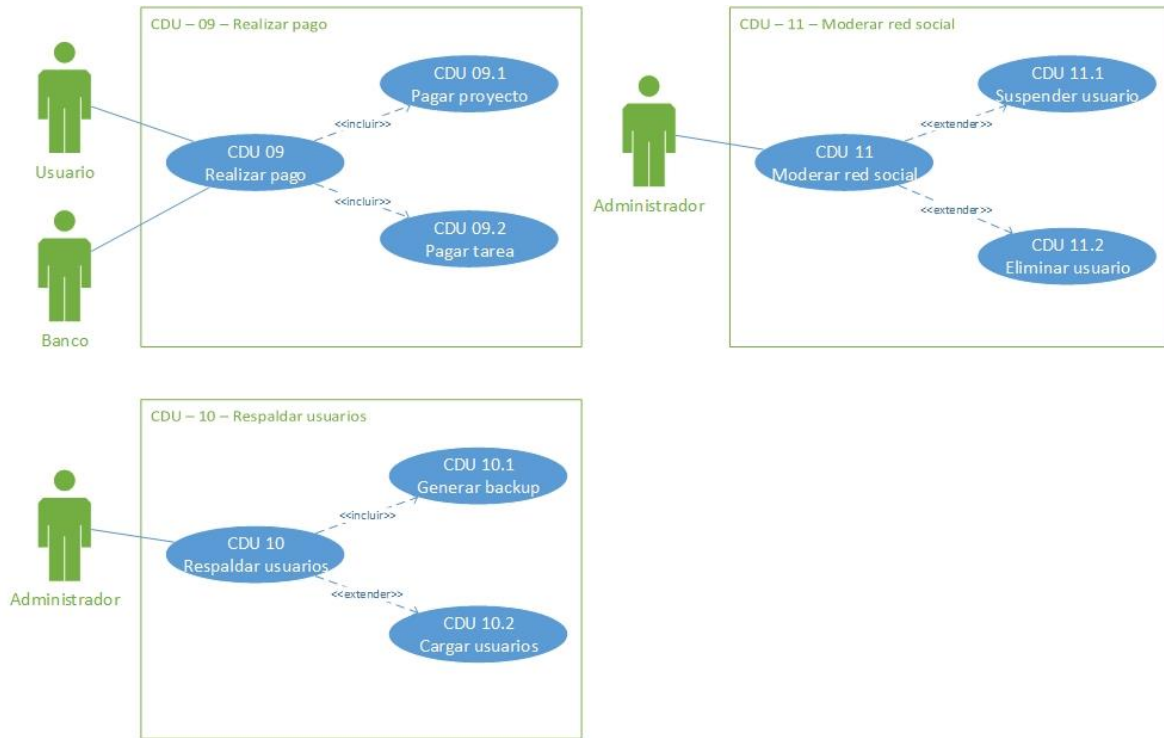 CDU – 09 – Realizar pago
Usuario
Banco
CDU 09
Realizar pago
<<incluir>>
<<incluir>>
CDU 09.1
Pagar proyecto
CDU 09.2
Pagar tarea
CDU – 11 – Moderar red social
Administrador
CDU 11
Moderar red social
<<extender>>
<<extender>>
CDU 11.1
Suspender usuario
CDU 11.2
Eliminar usuario
CDU – 10 – Respaldar usuarios
Administrador
CDU 10
Respaldar usuarios
<<incluir>>
<<extender>>
CDU 10.1
Generar backup
CDU 10.2
Cargar usuarios